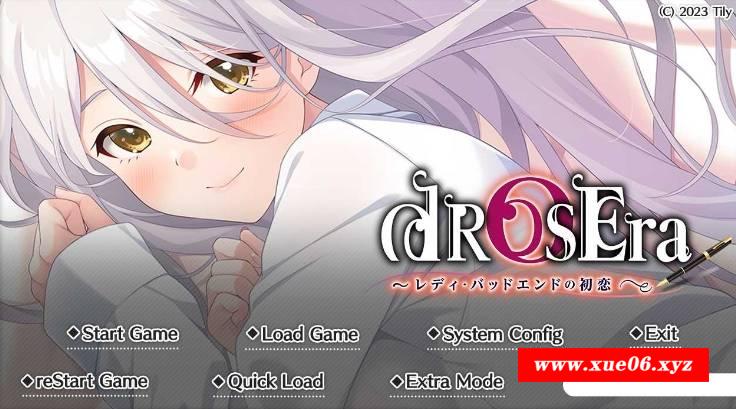 (C) 2023 Tily
dROSEra
～レディ・バッドエンドの初恋～
◆Start Game ◆Load Game ◆System Config ◆Exit
www.xue06.xyz
◆reStart Game ◆Quick Load ◆Extra Mode